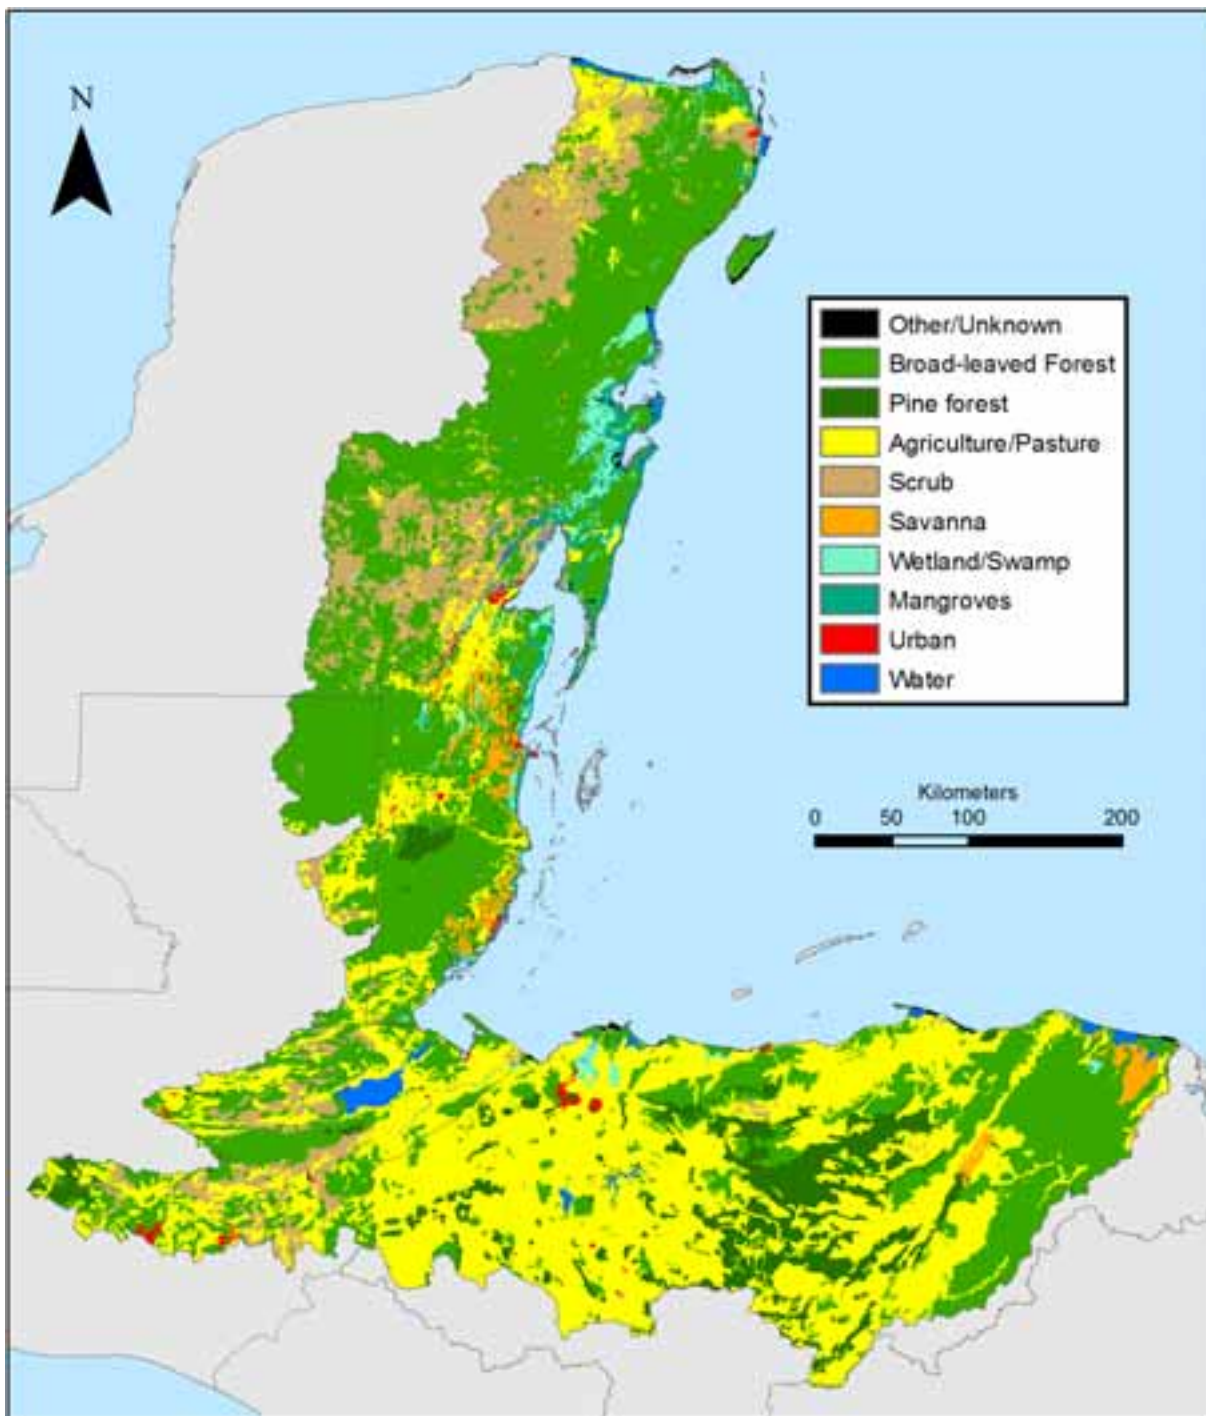 N
Other/Unknown
Broad-leaved Forest
Pine forest
Agriculture/Pasture
Scrub
Savanna
Wetland/Swamp
Mangroves
Urban
Water
Kilometers
0 50 100 200